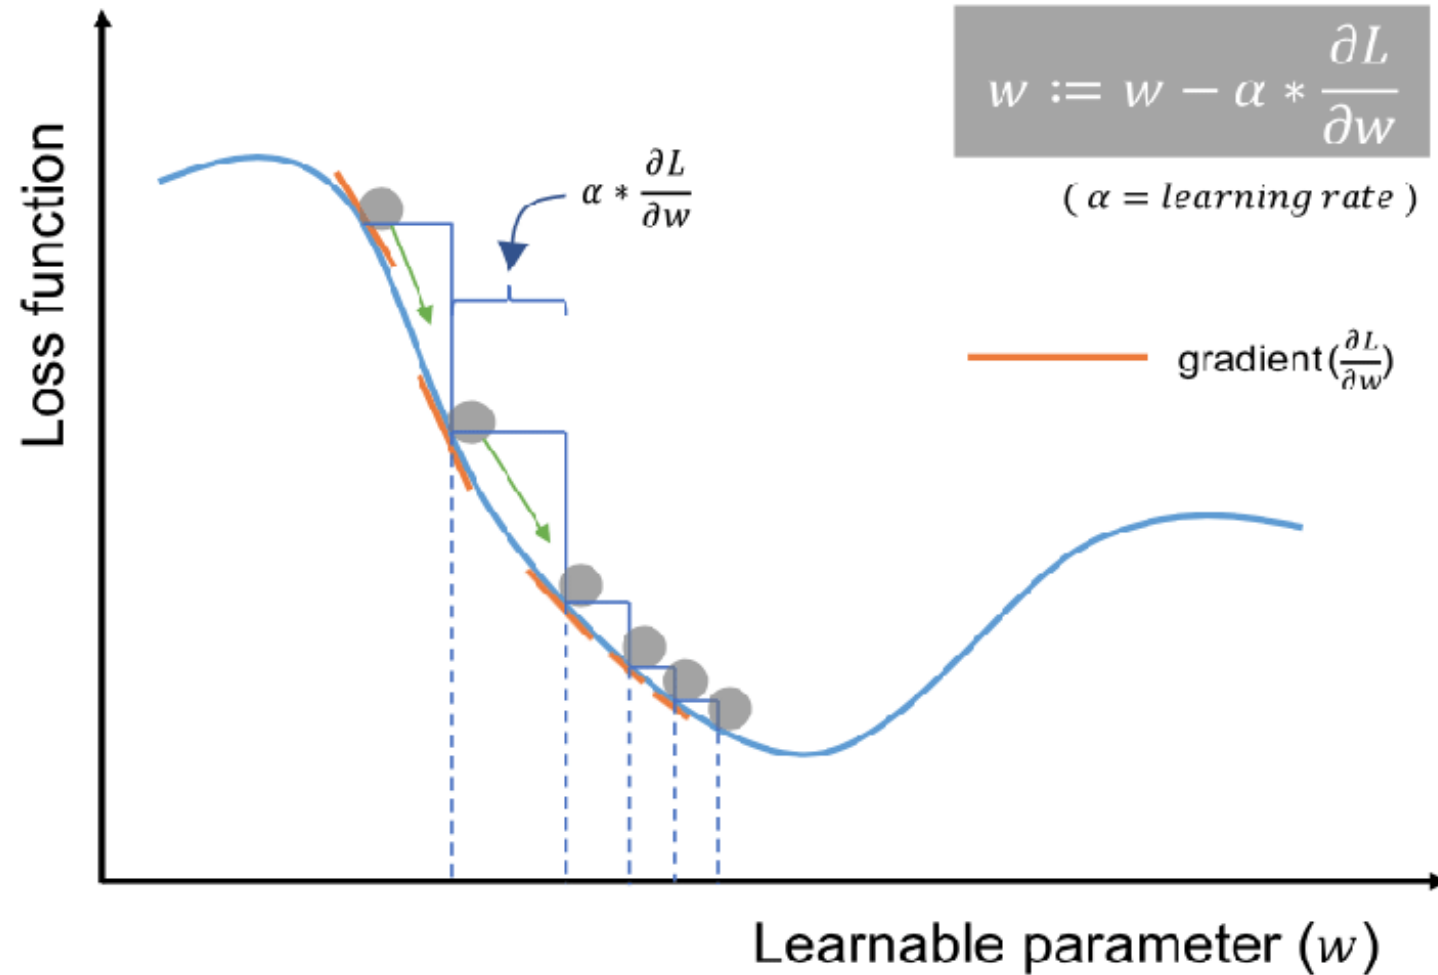 w := w − α * ∂L/∂w
( α = learning rate )
α * ∂L/∂w
gradient(∂L/∂w)
Loss function
Learnable parameter (w)